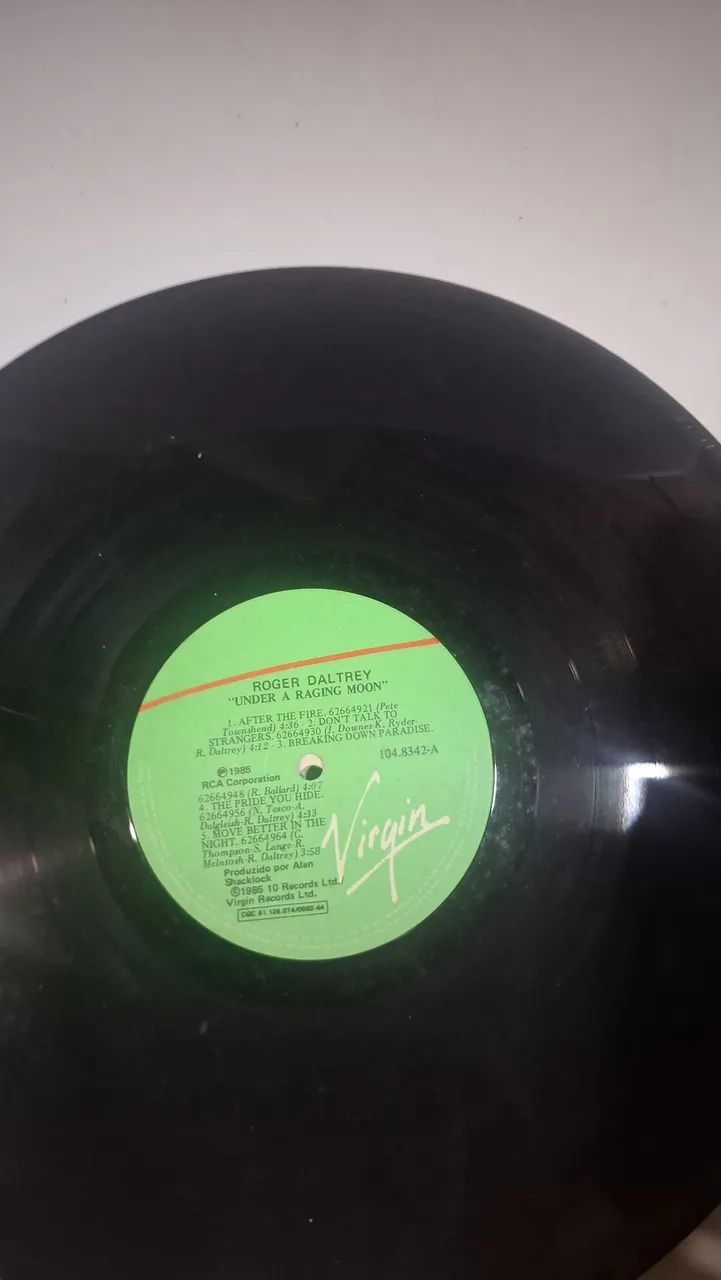 ROGER DALTREY
"UNDER A RAGING MOON"
1. AFTER THE FIRE. 62664921 (Pete
Townshend) 4:36 - 2. DON'T TALK TO
STRANGERS. 62664930 (J. Downes-K. Ryder-
R. Daltrey) 4:12 - 3. BREAKING DOWN PARADISE.
104.8342-A
℗1985
RCA Corporation
62664948 (R. Ballard) 4:07
4. THE PRIDE YOU HIDE.
62664956 (N. Tesco-A.
Dalgleish-R. Daltrey) 4:33
5. MOVE BETTER IN THE
NIGHT. 62664964 (C.
Thompson-S. Lange-R.
McIntosh-R. Daltrey) 3:58
Produzido por Alan
Shacklock
©1985 10 Records Ltd./
Virgin Records Ltd.
Virgin